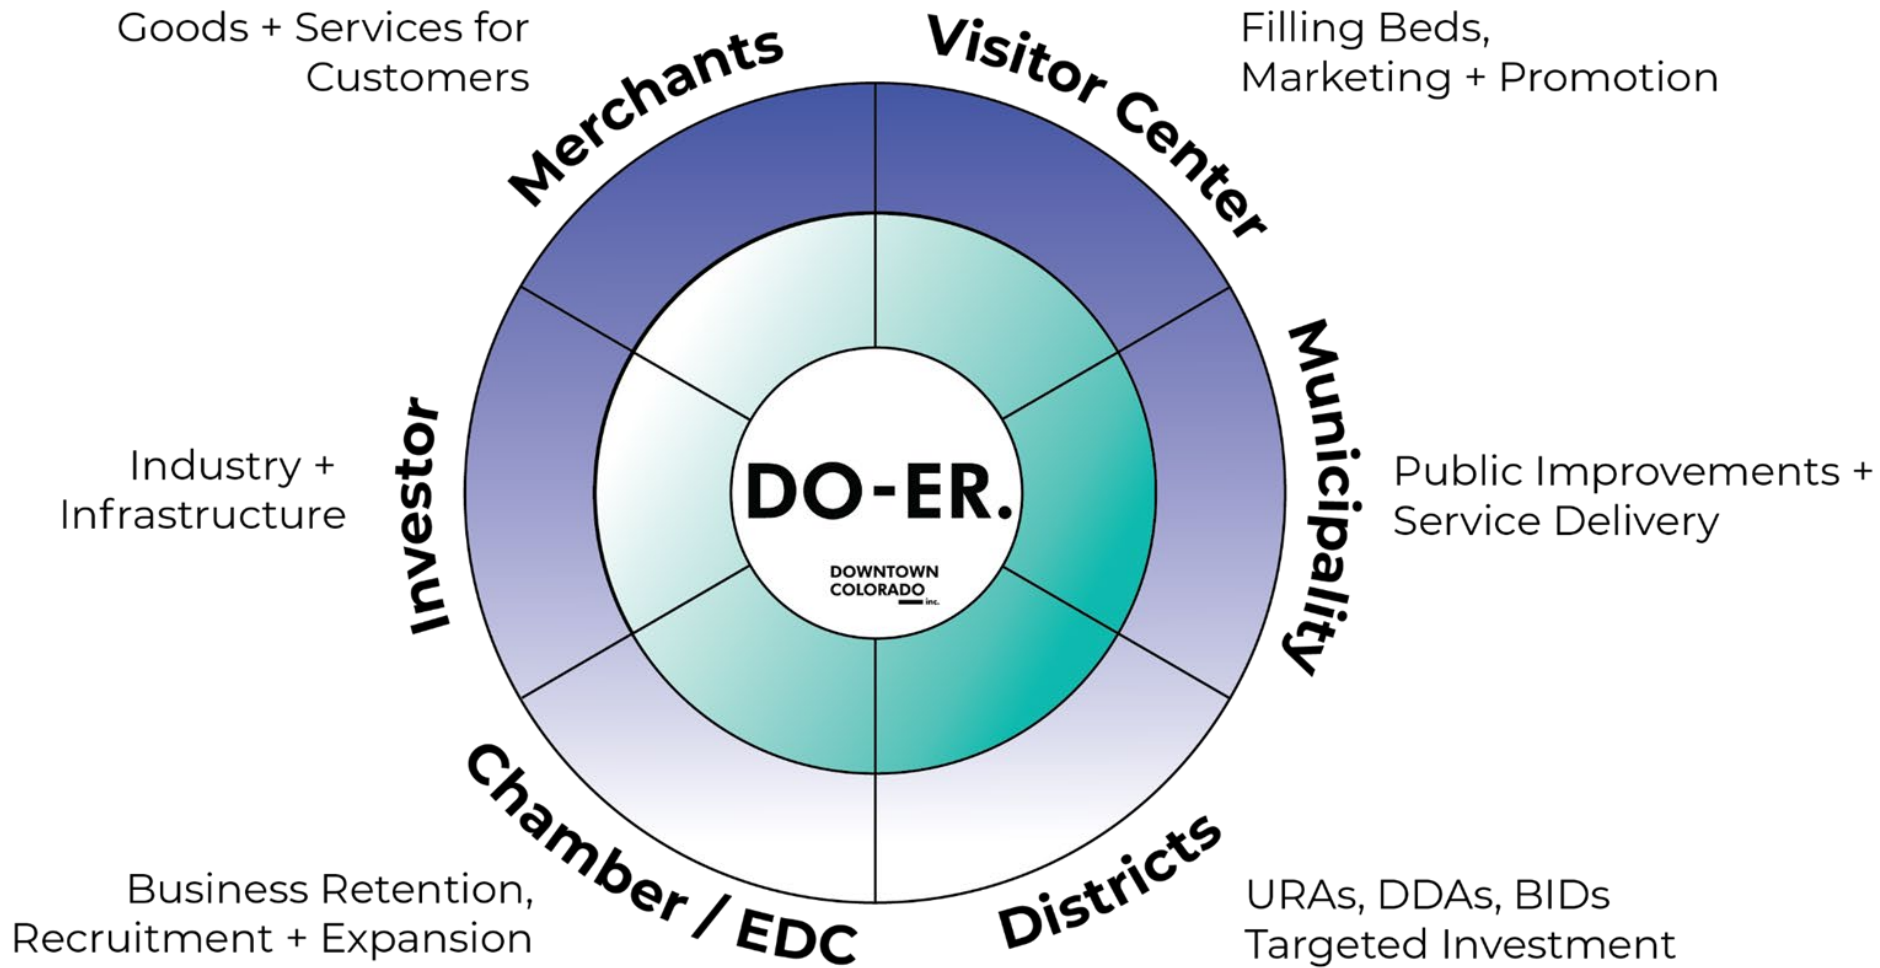 Goods + Services for
Customers
Merchants
Visitor Center
Filling Beds,
Marketing + Promotion
Industry +
Infrastructure
Investor
DO-ER.
DOWNTOWN
COLORADO
inc.
Municipality
Public Improvements +
Service Delivery
Business Retention,
Recruitment + Expansion
Chamber / EDC
Districts
URAs, DDAs, BIDs
Targeted Investment